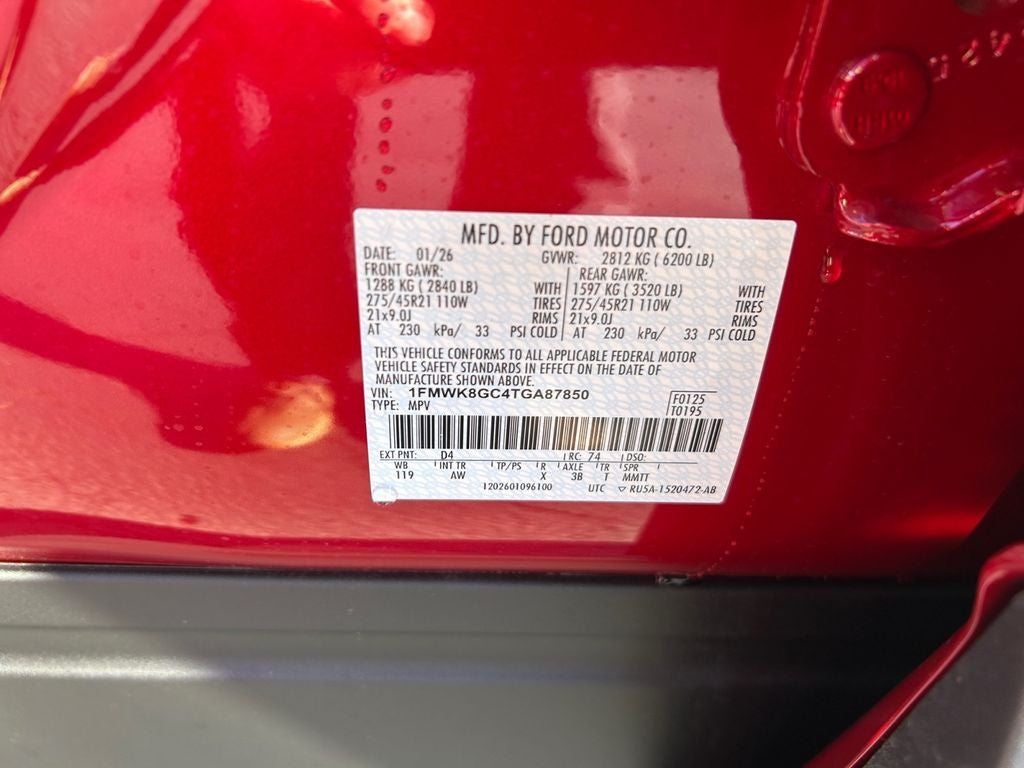 MFD. BY FORD MOTOR CO.
DATE: 01/26 GVWR: 2812 KG ( 6200 LB)
FRONT GAWR: REAR GAWR:
1288 KG ( 2840 LB) WITH 1597 KG ( 3520 LB) WITH
275/45R21 110W TIRES 275/45R21 110W TIRES
21x9.0J RIMS 21x9.0J RIMS
AT 230 kPa/ 33 PSI COLD AT 230 kPa/ 33 PSI COLD
THIS VEHICLE CONFORMS TO ALL APPLICABLE FEDERAL MOTOR
VEHICLE SAFETY STANDARDS IN EFFECT ON THE DATE OF
MANUFACTURE SHOWN ABOVE.
VIN: 1FMWK8GC4TGA87850 F0125
TYPE: MPV T0195
EXT PNT: D4 RC: 74 DSO:
WB INT TR TP/PS R AXLE TR SPR
119 AW X 3B T MMTT
1202601096100 UTC ▽ RU5A-1520472-AB